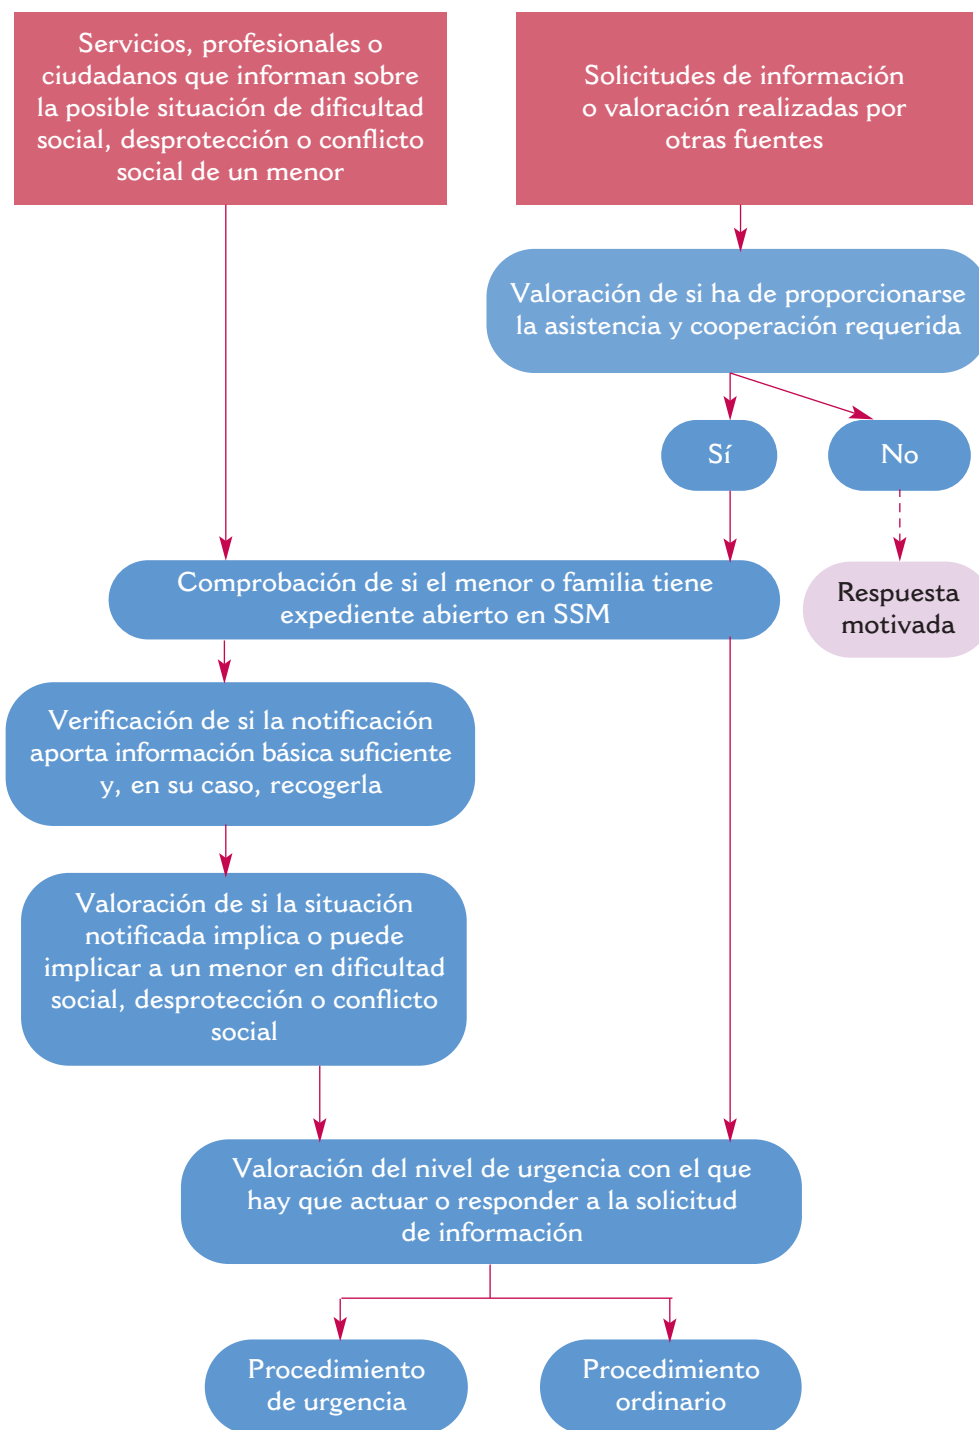 Servicios, profesionales o
ciudadanos que informan sobre
la posible situación de dificultad
social, desprotección o conflicto
social de un menor
Solicitudes de información
o valoración realizadas por
otras fuentes
Valoración de si ha de proporcionarse
la asistencia y cooperación requerida
Sí
No
Comprobación de si el menor o familia tiene
expediente abierto en SSM
Respuesta
motivada
Verificación de si la notificación
aporta información básica suficiente
y, en su caso, recogerla
Valoración de si la situación
notificada implica o puede
implicar a un menor en dificultad
social, desprotección o conflicto
social
Valoración del nivel de urgencia con el que
hay que actuar o responder a la solicitud
de información
Procedimiento
de urgencia
Procedimiento
ordinario